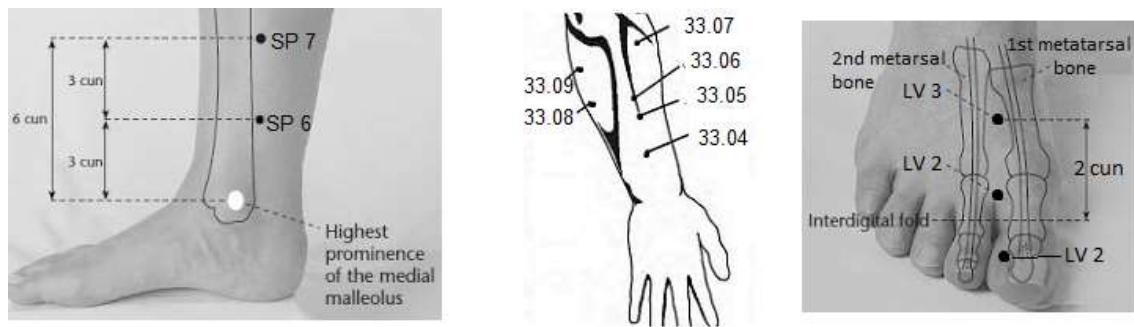 SP 7
3 cun
6 cun
SP 6
3 cun
Highest
prominence
of the medial
malleolus
33.07
33.06
33.09
33.05
33.08
33.04
1st metatarsal
bone
2nd metarsal
bone
LV 3
LV 2
2 cun
Interdigital fold
LV 2